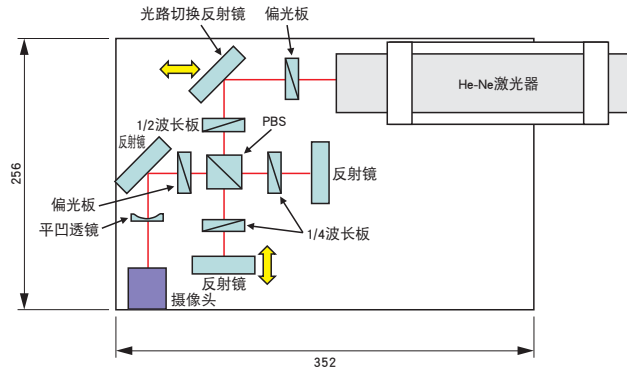 光路切换反射镜
偏光板
He-Ne激光器
1/2波长板
PBS
反射镜
反射镜
偏光板
平凹透镜
1/4波长板
反射镜
摄像头
256
352